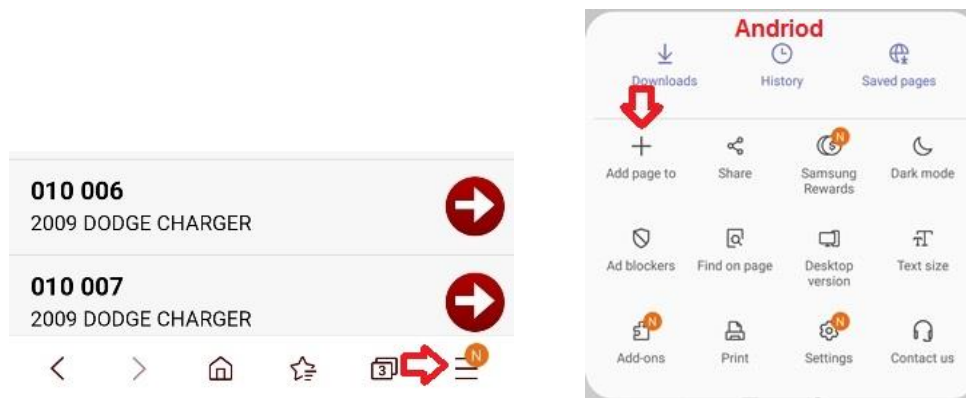 010 006
2009 DODGE CHARGER
010 007
2009 DODGE CHARGER
3
N
Andriod
Downloads History Saved pages
N
Add page to Share Samsung Rewards Dark mode
Ad blockers Find on page Desktop version Text size
N N
Add-ons Print Settings Contact us